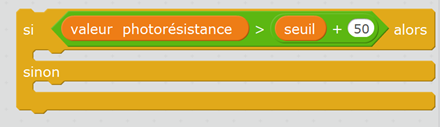 si valeur photorésistance > seuil + 50 alors
sinon